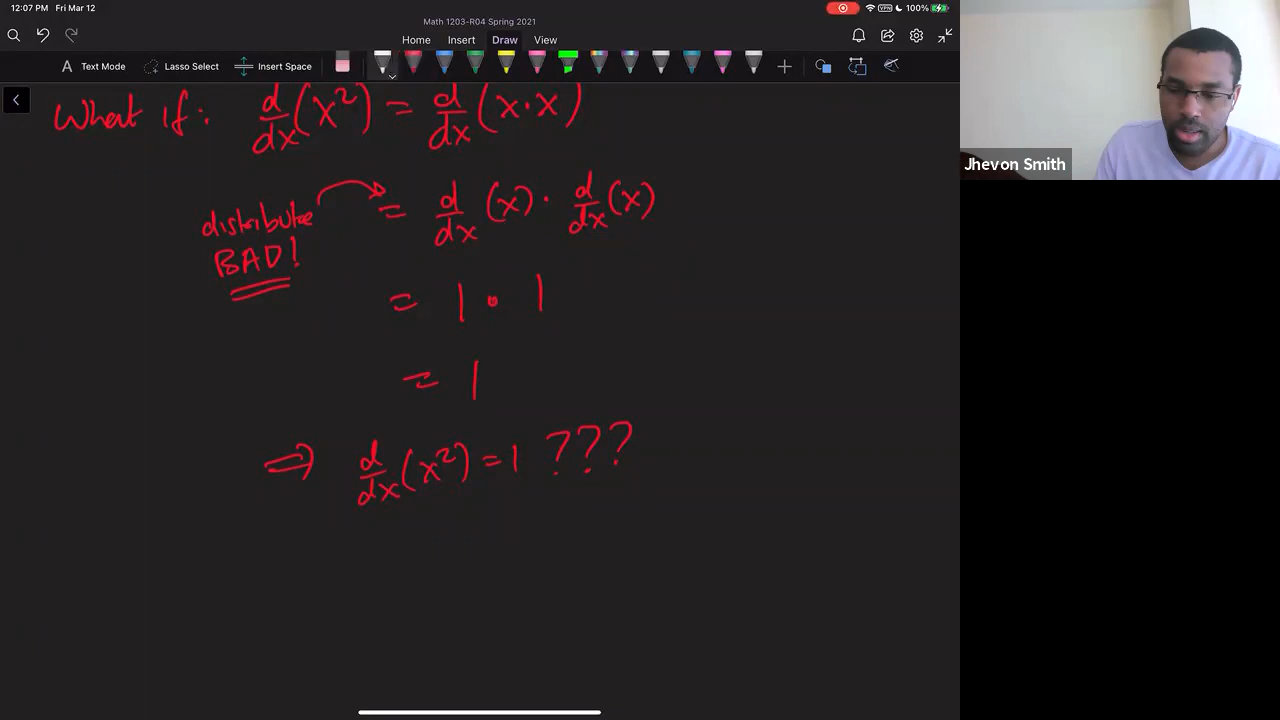 12:07 PM Fri Mar 12
100%
Math 1203-R04 Spring 2021
Home Insert Draw View
A Text Mode Lasso Select Insert Space
What if: d/dx(x²) = d/dx(x·x)
distribute BAD!
= d/dx(x) · d/dx(x)
= 1 · 1
= 1
⇒ d/dx(x²) = 1 ???
Jhevon Smith